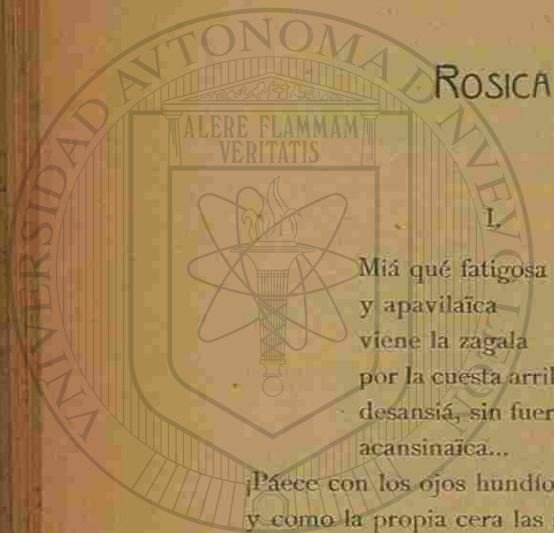 ROSICA
I.
Miá qué fatigosa
y apavilaïca
viene la zagala
por la cuesta
desansiá, sin
acansinaïca...
¡Páece con los ojos
y como la propia cera las
ALERE FLAMMAM
VERITATIS